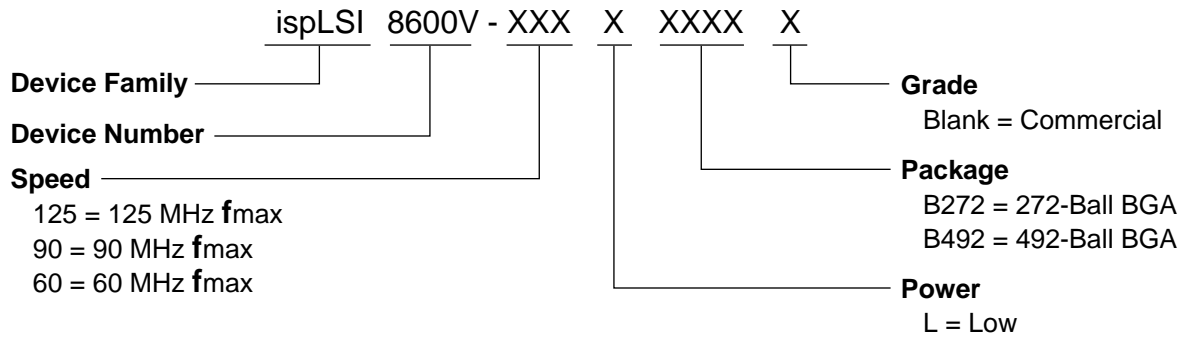 ispLSI 8600V - XXX X XXXX X
Device Family
Device Number
Speed
125 = 125 MHz fmax
90 = 90 MHz fmax
60 = 60 MHz fmax
Grade
Blank = Commercial
Package
B272 = 272-Ball BGA
B492 = 492-Ball BGA
Power
L = Low